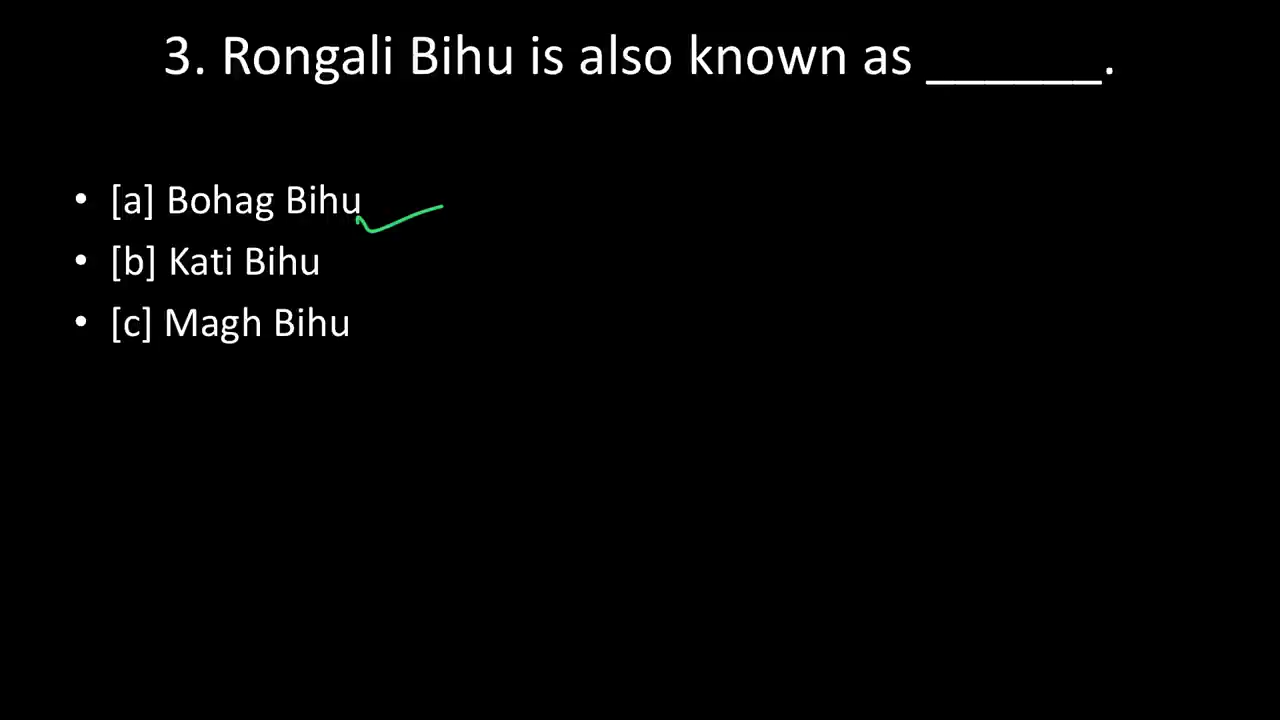 3. Rongali Bihu is also known as ______.
• [a] Bohag Bihu
• [b] Kati Bihu
• [c] Magh Bihu